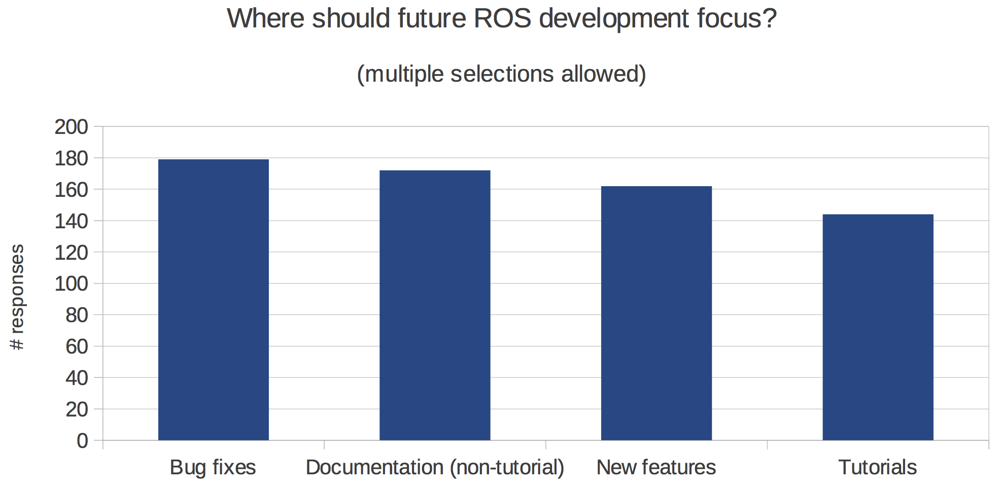 Where should future ROS development focus?
(multiple selections allowed)
200
180
160
140
120
100
80
60
40
20
0
# responses
Bug fixes
Documentation (non-tutorial)
New features
Tutorials